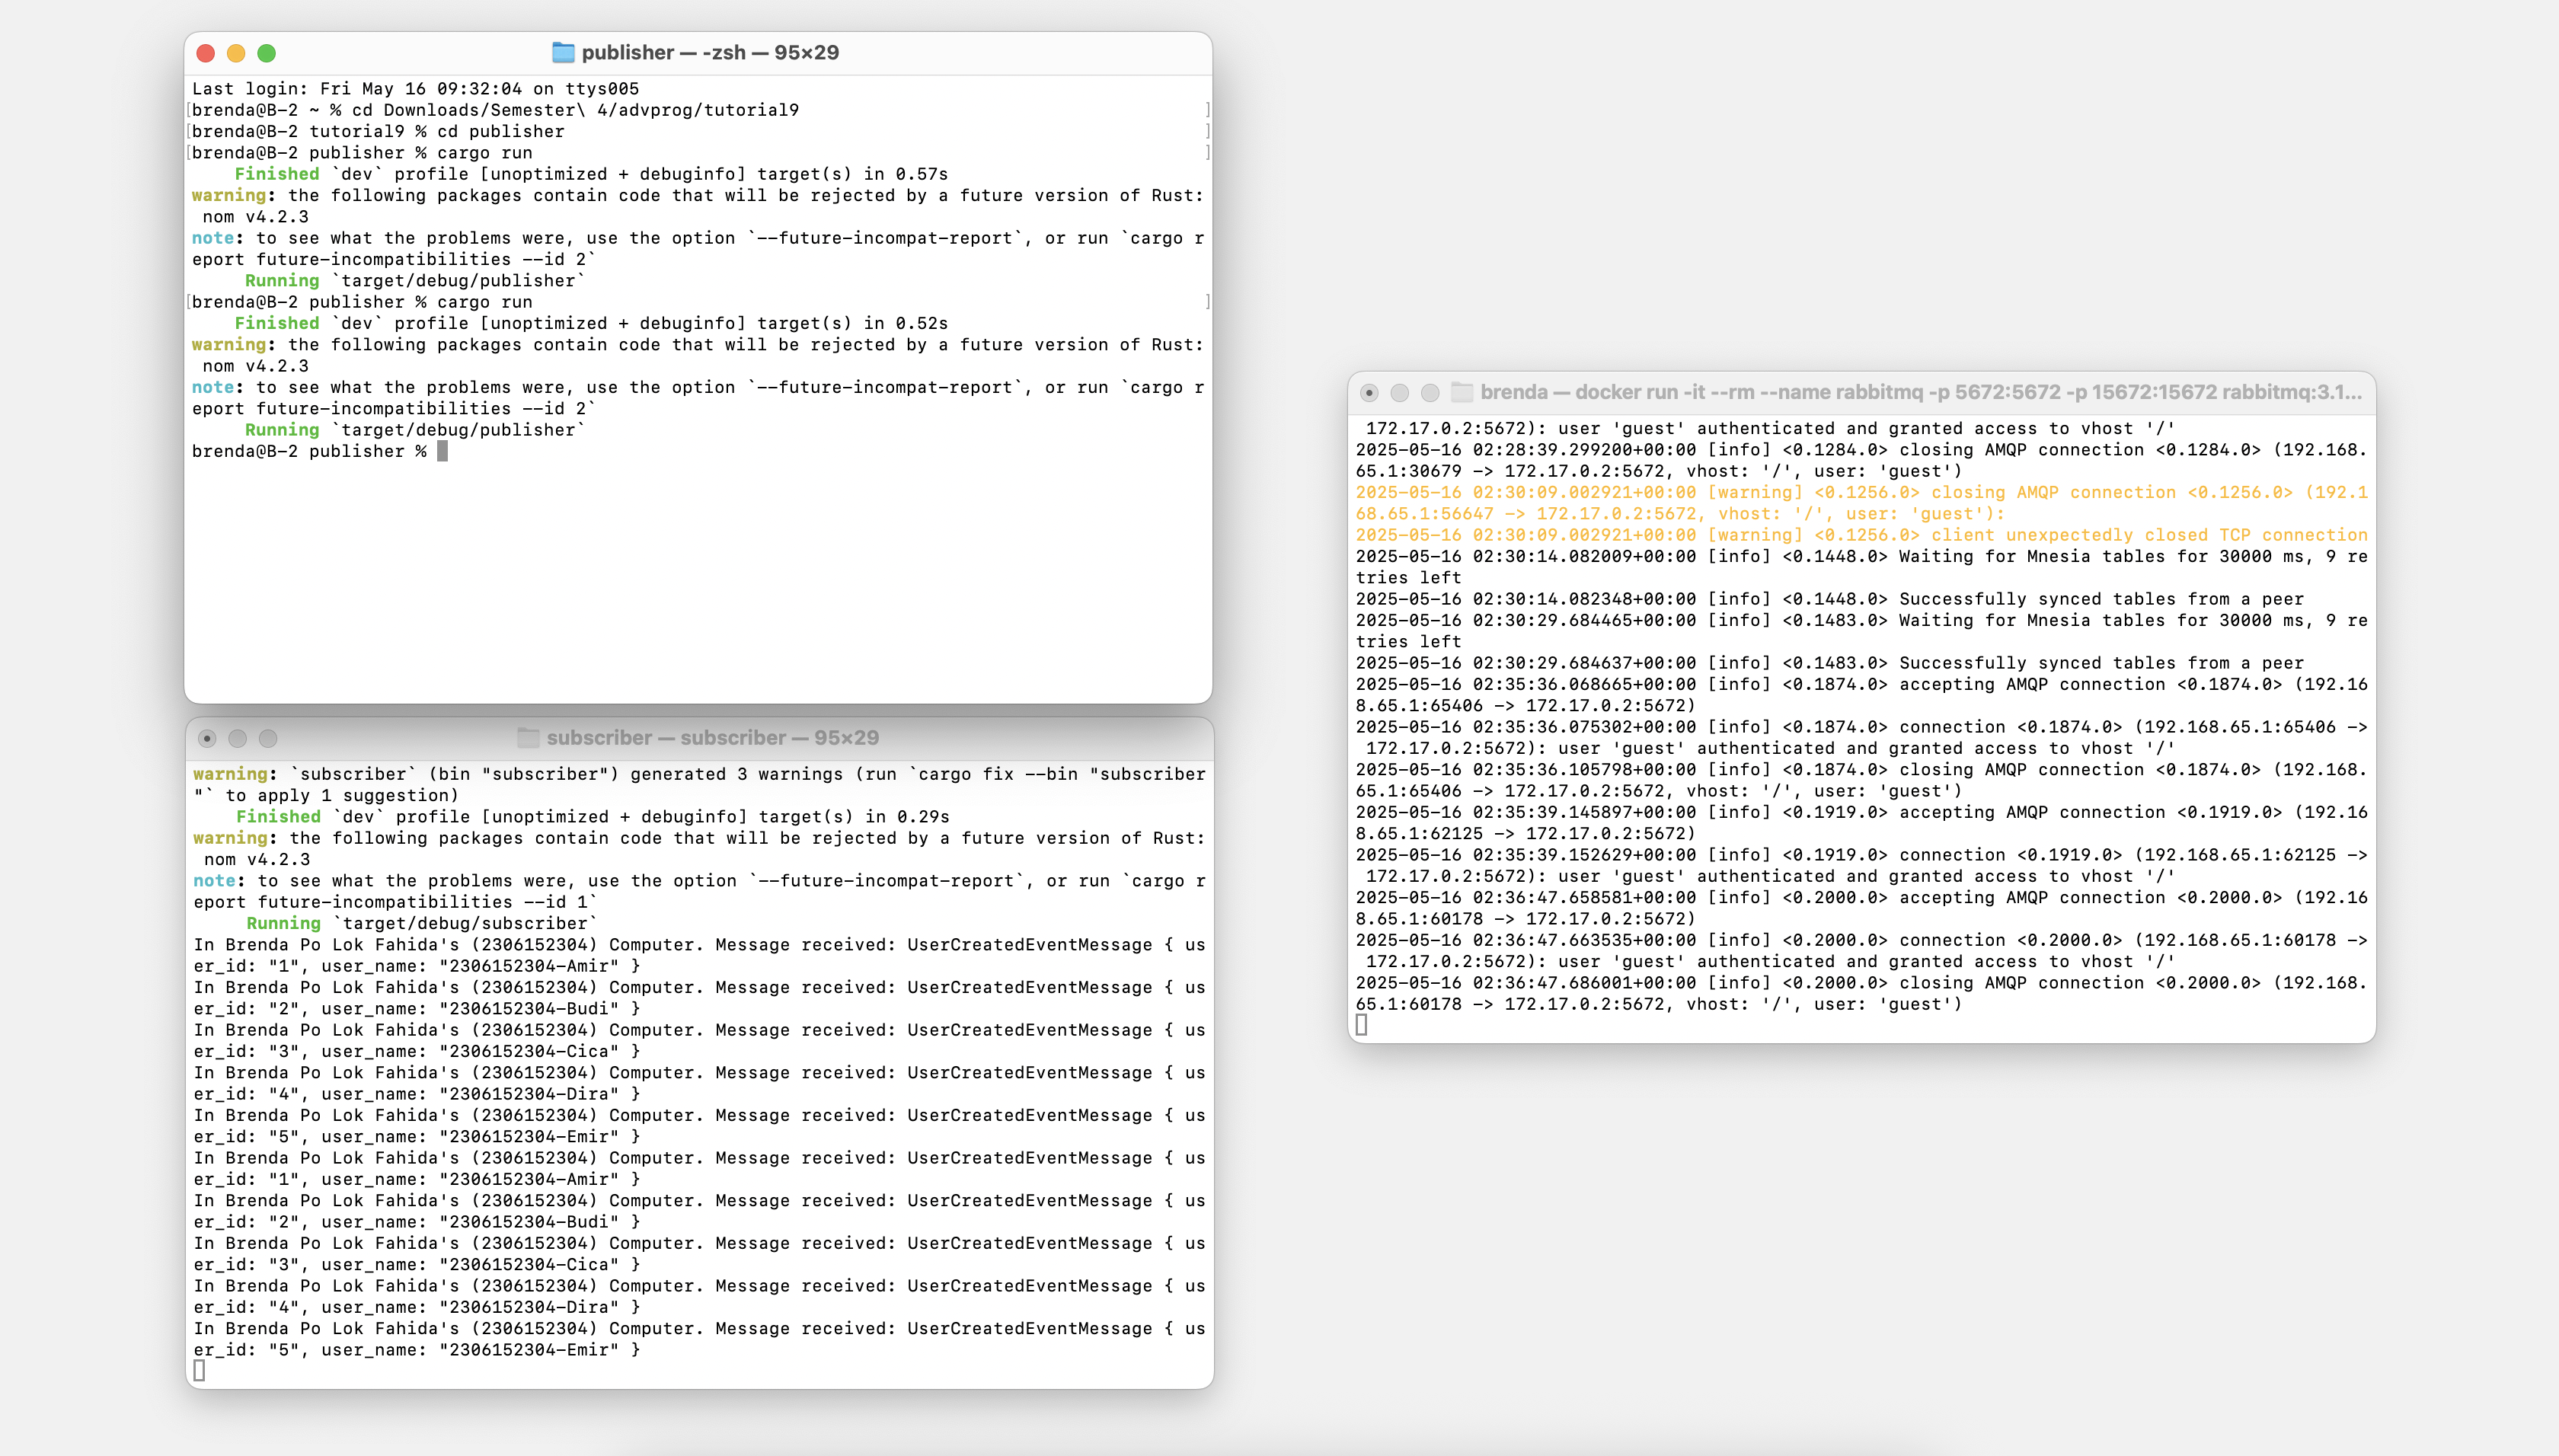 publisher — -zsh — 95×29
Last login: Fri May 16 09:32:04 on ttys005
[brenda@B-2 ~ % cd Downloads/Semester\ 4/advprog/tutorial9 ]
[brenda@B-2 tutorial9 % cd publisher ]
[brenda@B-2 publisher % cargo run ]
Finished `dev` profile [unoptimized + debuginfo] target(s) in 0.57s
warning: the following packages contain code that will be rejected by a future version of Rust:
nom v4.2.3
note: to see what the problems were, use the option `--future-incompat-report`, or run `cargo r
eport future-incompatibilities --id 2`
Running `target/debug/publisher`
[brenda@B-2 publisher % cargo run ]
Finished `dev` profile [unoptimized + debuginfo] target(s) in 0.52s
warning: the following packages contain code that will be rejected by a future version of Rust:
nom v4.2.3
note: to see what the problems were, use the option `--future-incompat-report`, or run `cargo r
eport future-incompatibilities --id 2`
Running `target/debug/publisher`
brenda@B-2 publisher %
subscriber — subscriber — 95×29
warning: `subscriber` (bin "subscriber") generated 3 warnings (run `cargo fix --bin "subscriber
"` to apply 1 suggestion)
Finished `dev` profile [unoptimized + debuginfo] target(s) in 0.29s
warning: the following packages contain code that will be rejected by a future version of Rust:
nom v4.2.3
note: to see what the problems were, use the option `--future-incompat-report`, or run `cargo r
eport future-incompatibilities --id 1`
Running `target/debug/subscriber`
In Brenda Po Lok Fahida's (2306152304) Computer. Message received: UserCreatedEventMessage { us
er_id: "1", user_name: "2306152304-Amir" }
In Brenda Po Lok Fahida's (2306152304) Computer. Message received: UserCreatedEventMessage { us
er_id: "2", user_name: "2306152304-Budi" }
In Brenda Po Lok Fahida's (2306152304) Computer. Message received: UserCreatedEventMessage { us
er_id: "3", user_name: "2306152304-Cica" }
In Brenda Po Lok Fahida's (2306152304) Computer. Message received: UserCreatedEventMessage { us
er_id: "4", user_name: "2306152304-Dira" }
In Brenda Po Lok Fahida's (2306152304) Computer. Message received: UserCreatedEventMessage { us
er_id: "5", user_name: "2306152304-Emir" }
In Brenda Po Lok Fahida's (2306152304) Computer. Message received: UserCreatedEventMessage { us
er_id: "1", user_name: "2306152304-Amir" }
In Brenda Po Lok Fahida's (2306152304) Computer. Message received: UserCreatedEventMessage { us
er_id: "2", user_name: "2306152304-Budi" }
In Brenda Po Lok Fahida's (2306152304) Computer. Message received: UserCreatedEventMessage { us
er_id: "3", user_name: "2306152304-Cica" }
In Brenda Po Lok Fahida's (2306152304) Computer. Message received: UserCreatedEventMessage { us
er_id: "4", user_name: "2306152304-Dira" }
In Brenda Po Lok Fahida's (2306152304) Computer. Message received: UserCreatedEventMessage { us
er_id: "5", user_name: "2306152304-Emir" }
brenda — docker run -it --rm --name rabbitmq -p 5672:5672 -p 15672:15672 rabbitmq:3.1...
172.17.0.2:5672): user 'guest' authenticated and granted access to vhost '/'
2025-05-16 02:28:39.299200+00:00 [info] <0.1284.0> closing AMQP connection <0.1284.0> (192.168.
65.1:30679 -> 172.17.0.2:5672, vhost: '/', user: 'guest')
2025-05-16 02:30:09.002921+00:00 [warning] <0.1256.0> closing AMQP connection <0.1256.0> (192.1
68.65.1:56647 -> 172.17.0.2:5672, vhost: '/', user: 'guest'):
2025-05-16 02:30:09.002921+00:00 [warning] <0.1256.0> client unexpectedly closed TCP connection
2025-05-16 02:30:14.082009+00:00 [info] <0.1448.0> Waiting for Mnesia tables for 30000 ms, 9 re
tries left
2025-05-16 02:30:14.082348+00:00 [info] <0.1448.0> Successfully synced tables from a peer
2025-05-16 02:30:29.684465+00:00 [info] <0.1483.0> Waiting for Mnesia tables for 30000 ms, 9 re
tries left
2025-05-16 02:30:29.684637+00:00 [info] <0.1483.0> Successfully synced tables from a peer
2025-05-16 02:35:36.068665+00:00 [info] <0.1874.0> accepting AMQP connection <0.1874.0> (192.16
8.65.1:65406 -> 172.17.0.2:5672)
2025-05-16 02:35:36.075302+00:00 [info] <0.1874.0> connection <0.1874.0> (192.168.65.1:65406 ->
172.17.0.2:5672): user 'guest' authenticated and granted access to vhost '/'
2025-05-16 02:35:36.105798+00:00 [info] <0.1874.0> closing AMQP connection <0.1874.0> (192.168.
65.1:65406 -> 172.17.0.2:5672, vhost: '/', user: 'guest')
2025-05-16 02:35:39.145897+00:00 [info] <0.1919.0> accepting AMQP connection <0.1919.0> (192.16
8.65.1:62125 -> 172.17.0.2:5672)
2025-05-16 02:35:39.152629+00:00 [info] <0.1919.0> connection <0.1919.0> (192.168.65.1:62125 ->
172.17.0.2:5672): user 'guest' authenticated and granted access to vhost '/'
2025-05-16 02:36:47.658581+00:00 [info] <0.2000.0> accepting AMQP connection <0.2000.0> (192.16
8.65.1:60178 -> 172.17.0.2:5672)
2025-05-16 02:36:47.663535+00:00 [info] <0.2000.0> connection <0.2000.0> (192.168.65.1:60178 ->
172.17.0.2:5672): user 'guest' authenticated and granted access to vhost '/'
2025-05-16 02:36:47.686001+00:00 [info] <0.2000.0> closing AMQP connection <0.2000.0> (192.168.
65.1:60178 -> 172.17.0.2:5672, vhost: '/', user: 'guest')